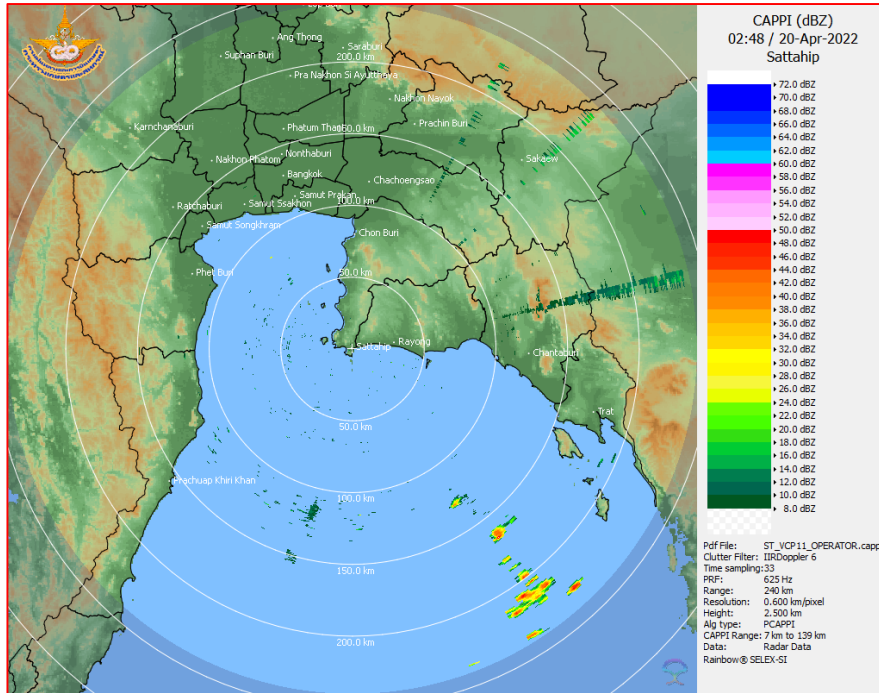 Ang Thong
Saraburi
Suphan Buri
200.0 km
Pra Nakhon Si Ayutthaya
Nakhon Nayok
Karnchanaburi
Phatum Thani
150.0 km
Prachin Buri
Nonthaburi
Nakhon Phatom
Sakaew
Bangkok
Chachoengsao
Samut Prakan
Ratchaburi
Samut Ssakhon
100.0 km
Samut Songkhram
Chon Buri
Phet Buri
50.0 km
Sattahip
Rayong
Chantaburi
Trat
50.0 km
Prachuap Khiri Khan
100.0 km
150.0 km
200.0 km
CAPPI (dBZ)
02:48 / 20-Apr-2022
Sattahip
72.0 dBZ
70.0 dBZ
68.0 dBZ
66.0 dBZ
64.0 dBZ
62.0 dBZ
60.0 dBZ
58.0 dBZ
56.0 dBZ
54.0 dBZ
52.0 dBZ
50.0 dBZ
48.0 dBZ
46.0 dBZ
44.0 dBZ
42.0 dBZ
40.0 dBZ
38.0 dBZ
36.0 dBZ
34.0 dBZ
32.0 dBZ
30.0 dBZ
28.0 dBZ
26.0 dBZ
24.0 dBZ
22.0 dBZ
20.0 dBZ
18.0 dBZ
16.0 dBZ
14.0 dBZ
12.0 dBZ
10.0 dBZ
8.0 dBZ
Pdf File: ST_VCP11_OPERATOR.capp
Clutter Filter: IIRDoppler 6
Time sampling:33
PRF: 625 Hz
Range: 240 km
Resolution: 0.600 km/pixel
Height: 2.500 km
Alg type: PCAPPI
CAPPI Range: 7 km to 139 km
Data: Radar Data
Rainbow® SELEX-SI